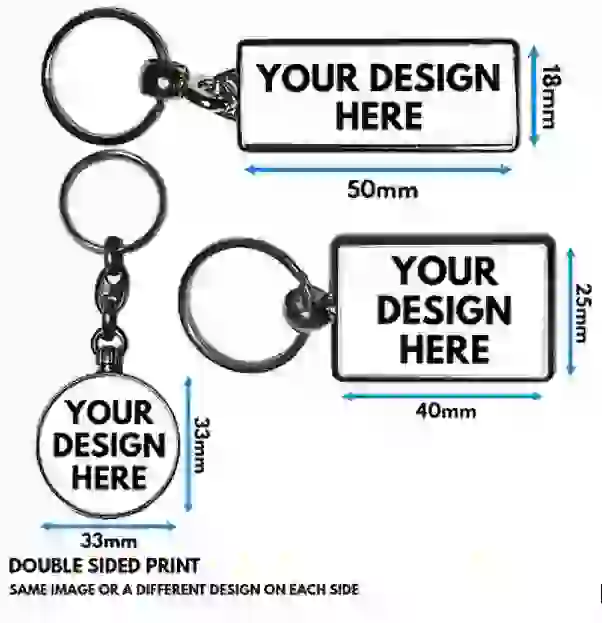 YOUR DESIGN
HERE
18mm
50mm
YOUR
DESIGN
HERE
25mm
40mm
YOUR
DESIGN
HERE
33mm
33mm
DOUBLE SIDED PRINT
SAME IMAGE OR A DIFFERENT DESIGN ON EACH SIDE